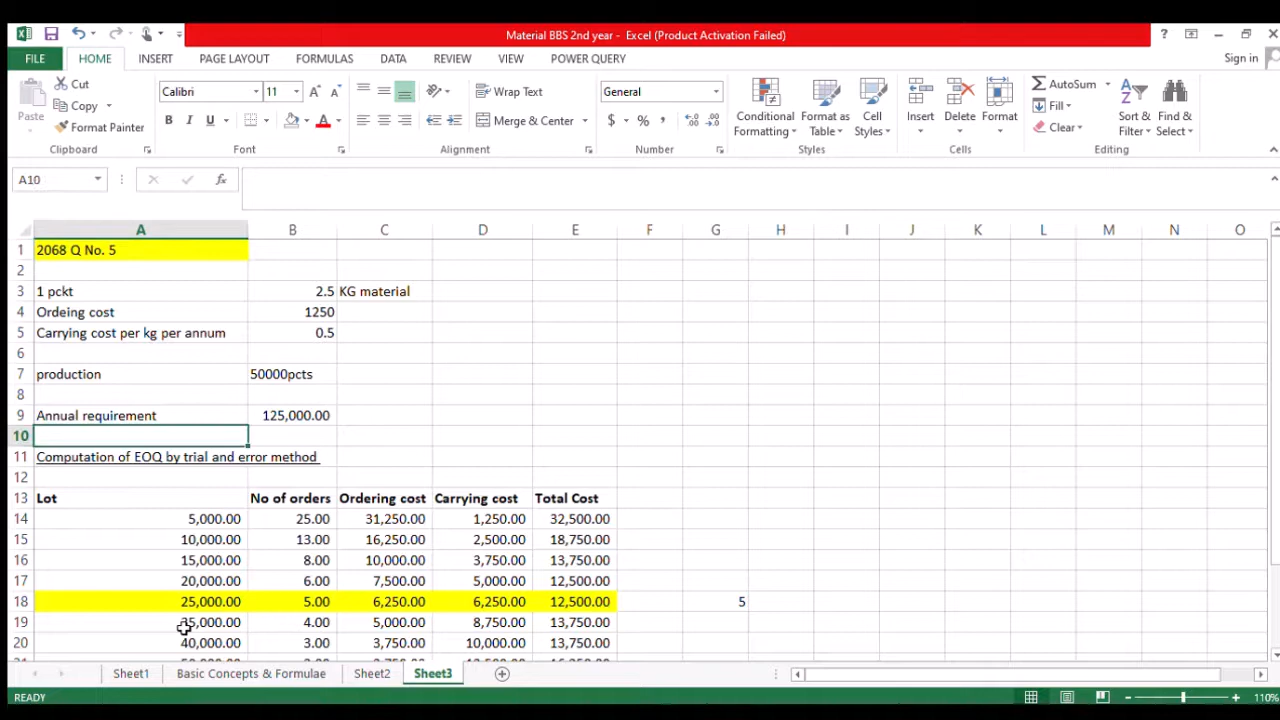 Material BBS 2nd year - Excel (Product Activation Failed)
?
FILE HOME INSERT PAGE LAYOUT FORMULAS DATA REVIEW VIEW POWER QUERY Sign in
Paste Cut Copy Format Painter Clipboard
Calibri 11 A A B I U A Font
Wrap Text Merge & Center Alignment
General $ % , Number
Conditional Formatting Format as Table Cell Styles Styles
Insert Delete Format Cells
AutoSum Fill Clear Sort & Filter Find & Select Editing
A10 fx
A B C D E F G H I J K L M N O
1 2068 Q No. 5
2
3 1 pckt 2.5 KG material
4 Ordeing cost 1250
5 Carrying cost per kg per annum 0.5
6
7 production 50000pcts
8
9 Annual requirement 125,000.00
10
11 Computation of EOQ by trial and error method
12
13 Lot No of orders Ordering cost Carrying cost Total Cost
14 5,000.00 25.00 31,250.00 1,250.00 32,500.00
15 10,000.00 13.00 16,250.00 2,500.00 18,750.00
16 15,000.00 8.00 10,000.00 3,750.00 13,750.00
17 20,000.00 6.00 7,500.00 5,000.00 12,500.00
18 25,000.00 5.00 6,250.00 6,250.00 12,500.00 5
19 35,000.00 4.00 5,000.00 8,750.00 13,750.00
20 40,000.00 3.00 3,750.00 10,000.00 13,750.00
Sheet1 Basic Concepts & Formulae Sheet2 Sheet3
READY 110%